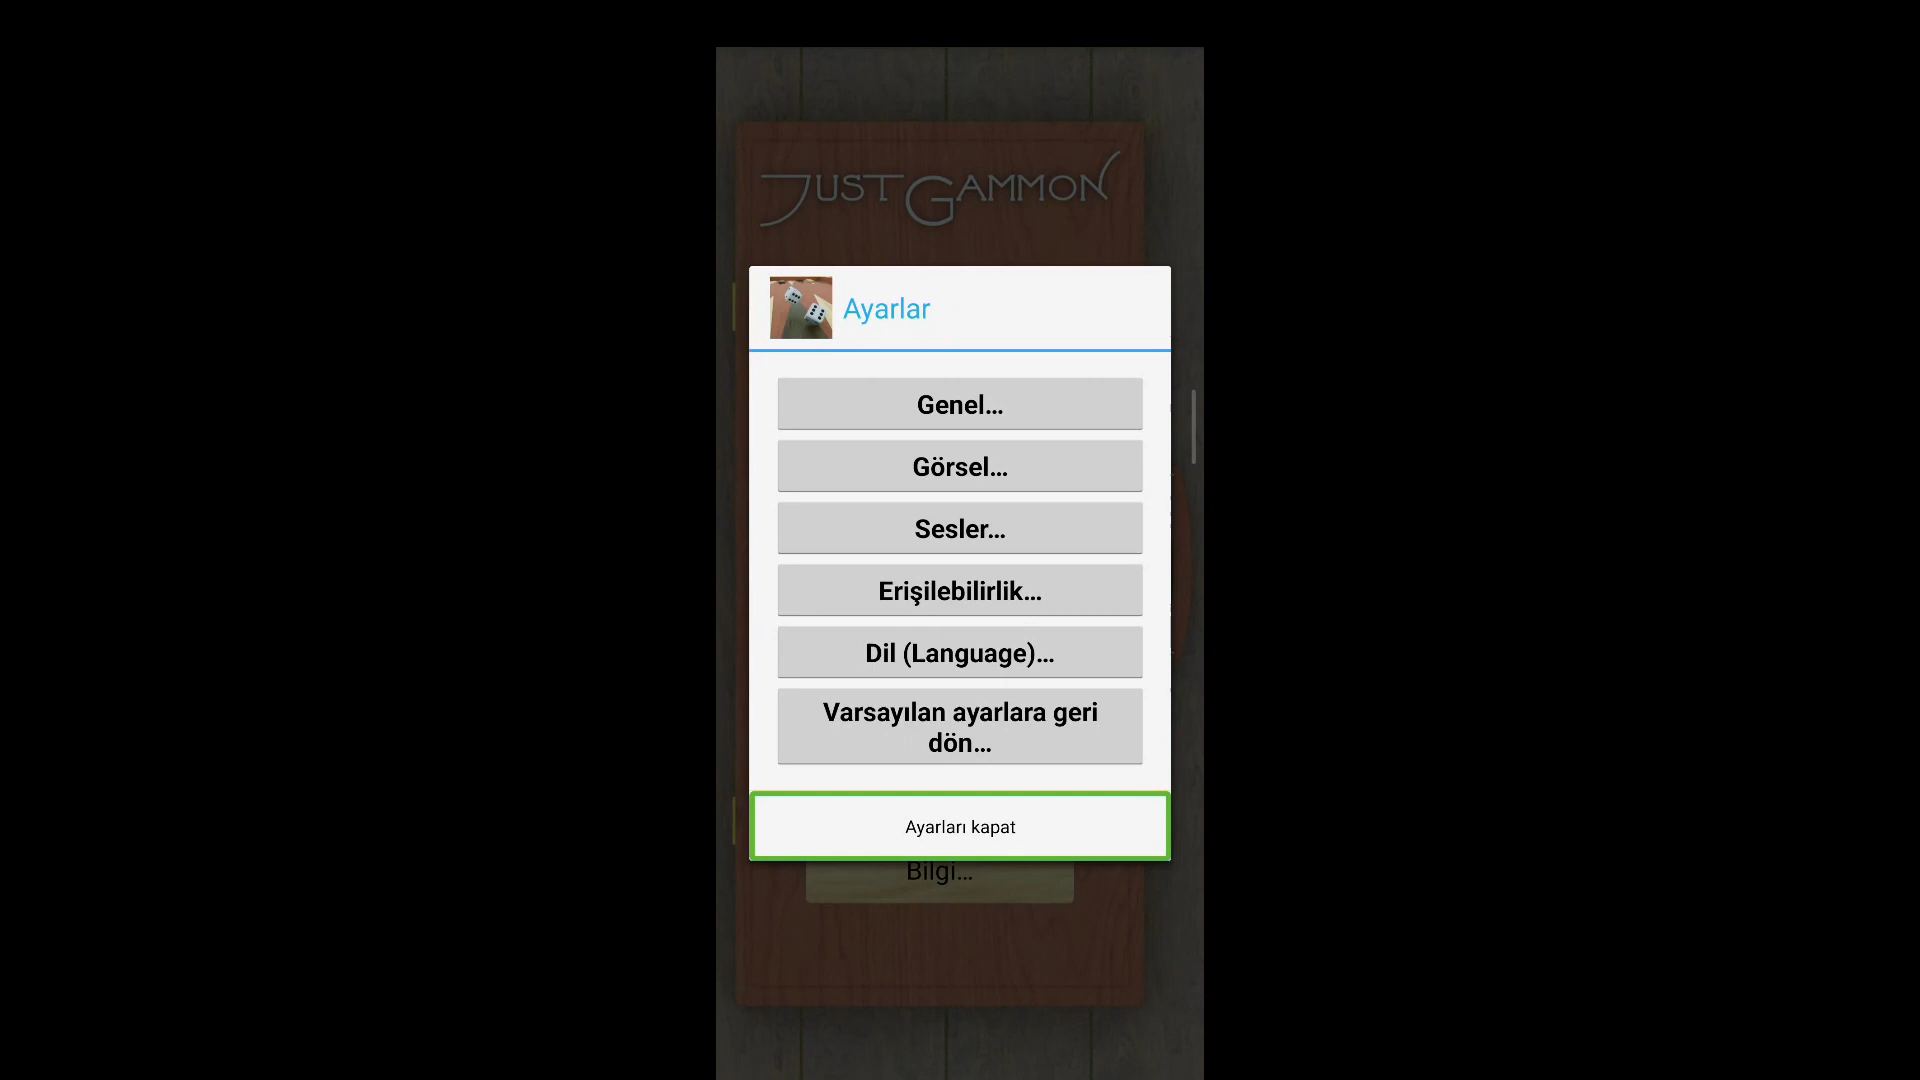 JUST GAMMON
Ayarlar
Genel...
Görsel...
Sesler...
Erişilebilirlik...
Dil (Language)...
Varsayılan ayarlara geri
dön...
Ayarları kapat
Bilgi...